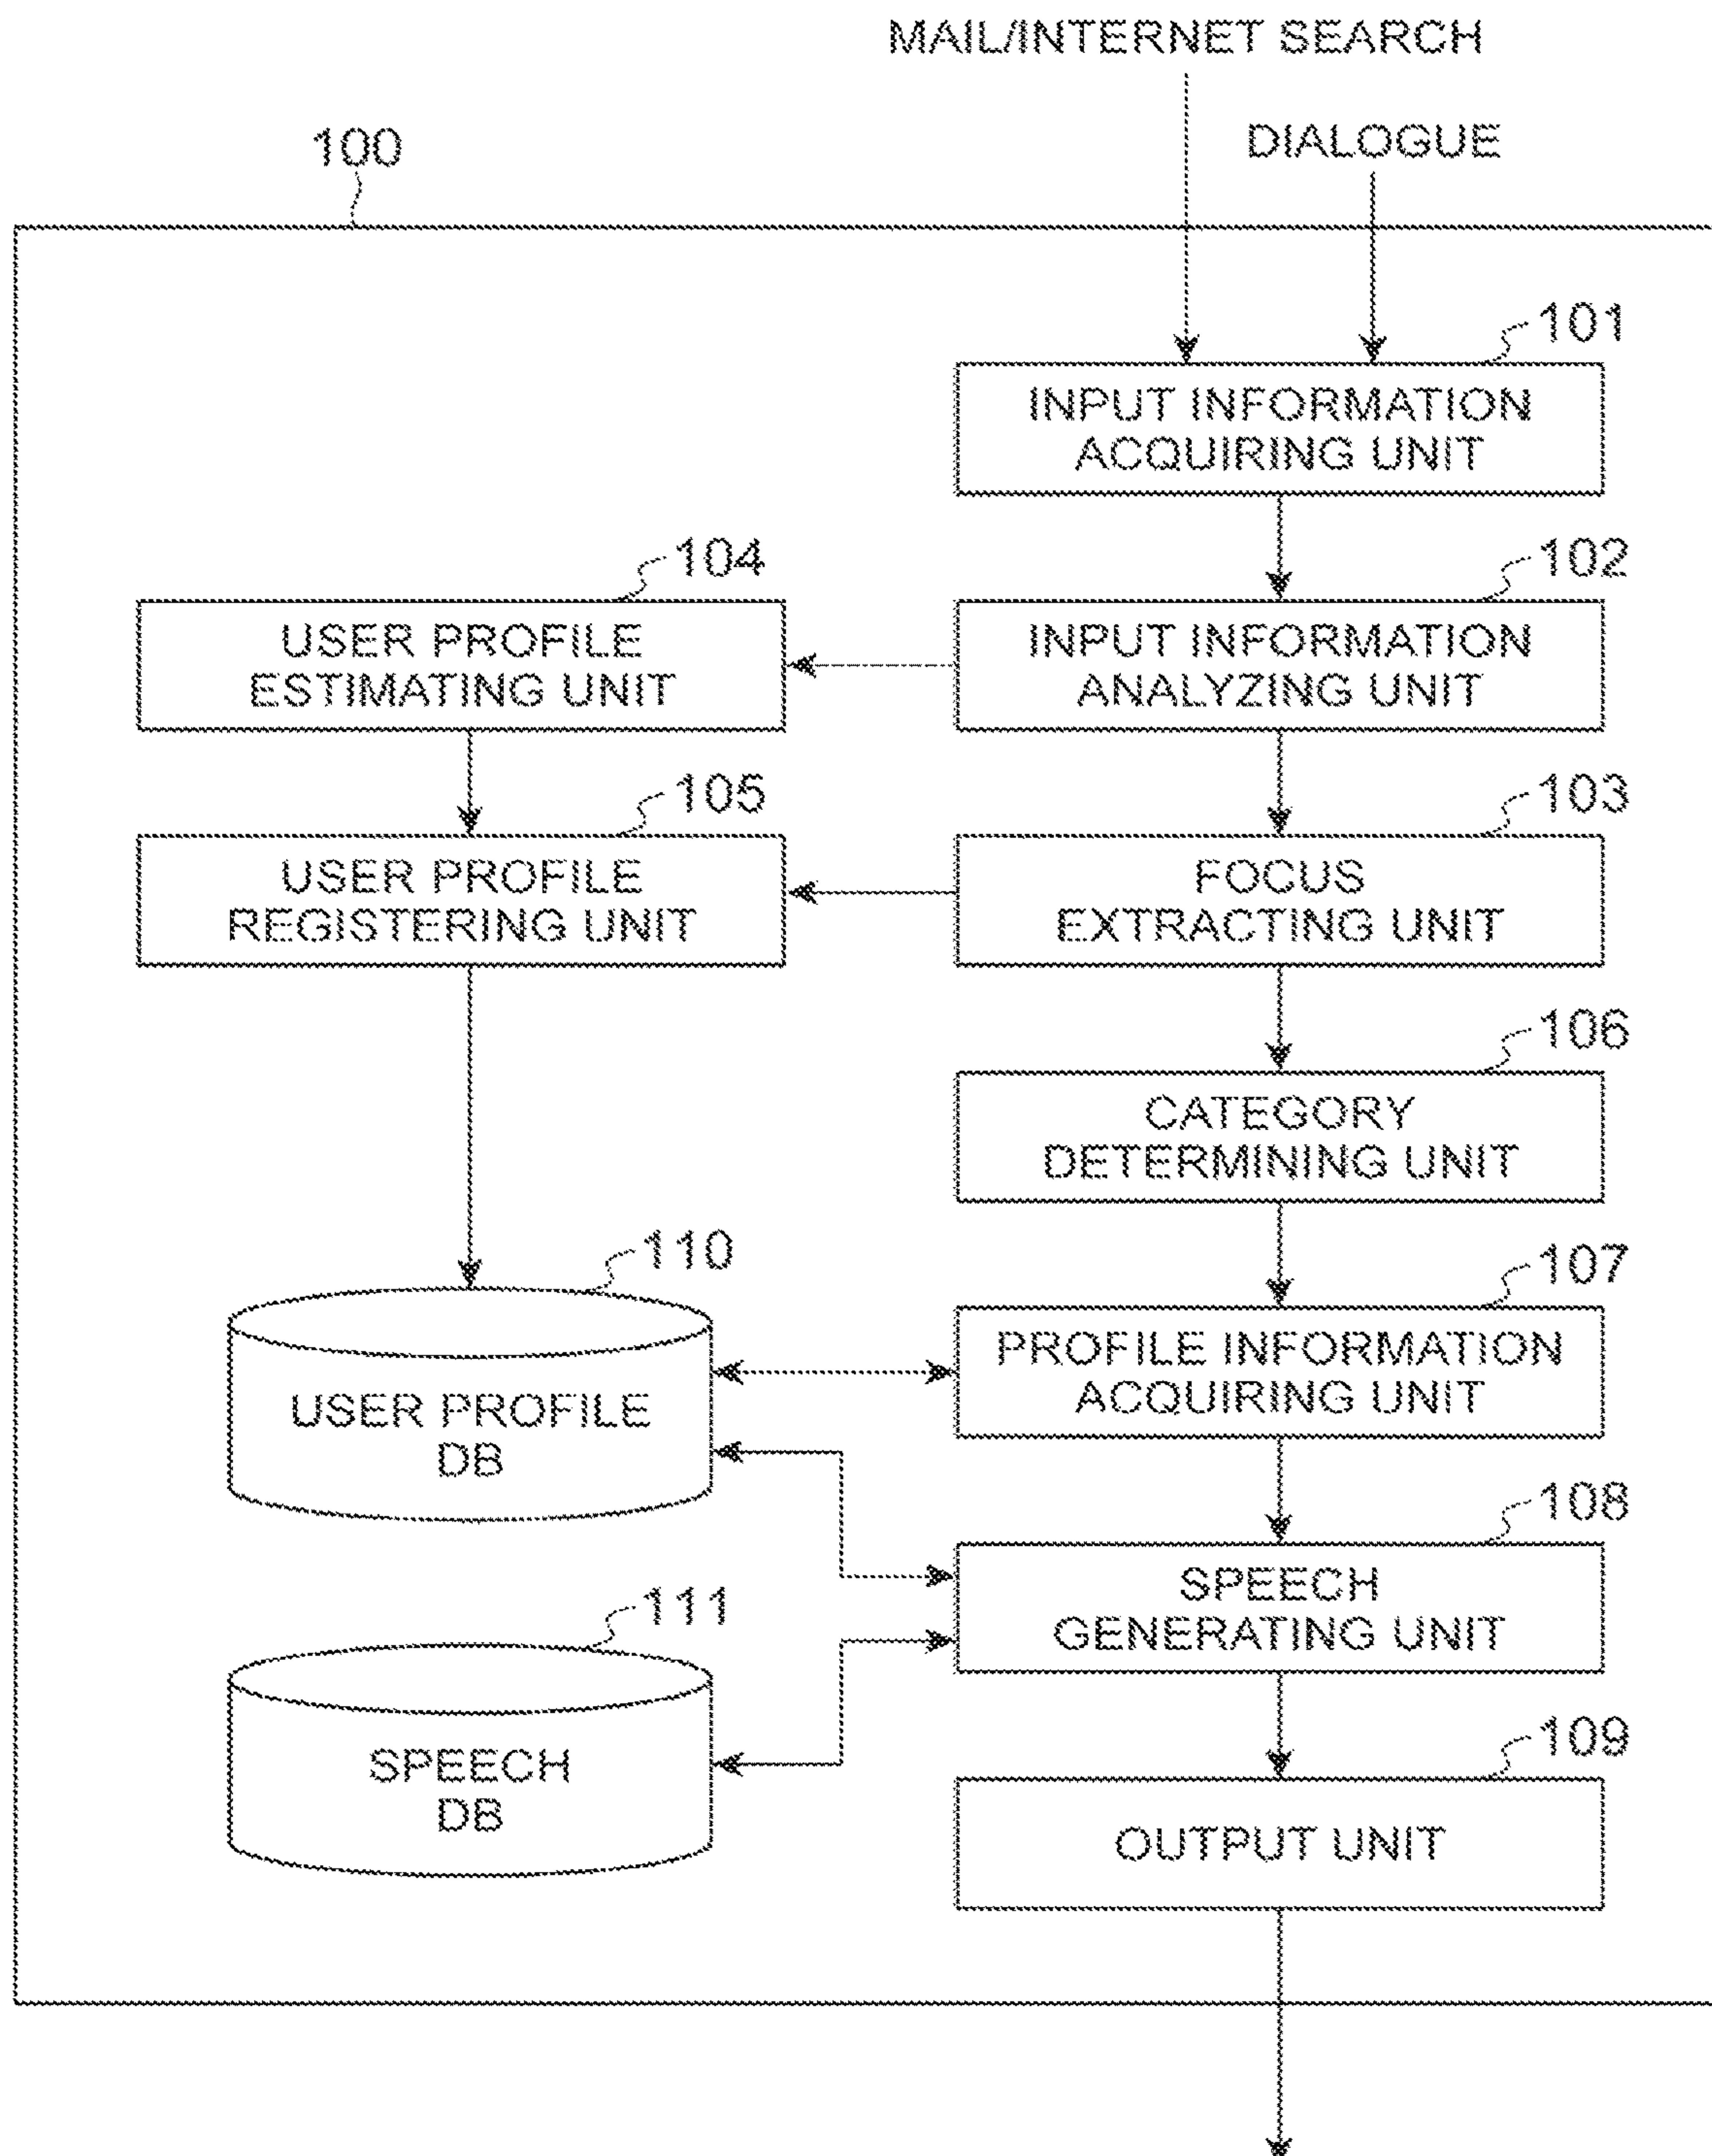 MAIL/INTERNET SEARCH
DIALOGUE
100
101
INPUT INFORMATION
ACQUIRING UNIT
104
102
USER PROFILE
ESTIMATING UNIT
INPUT INFORMATION
ANALYZING UNIT
105
103
USER PROFILE
REGISTERING UNIT
FOCUS
EXTRACTING UNIT
106
CATEGORY
DETERMINING UNIT
110
107
USER PROFILE
DB
PROFILE INFORMATION
ACQUIRING UNIT
108
SPEECH
GENERATING UNIT
111
SPEECH
DB
109
OUTPUT UNIT